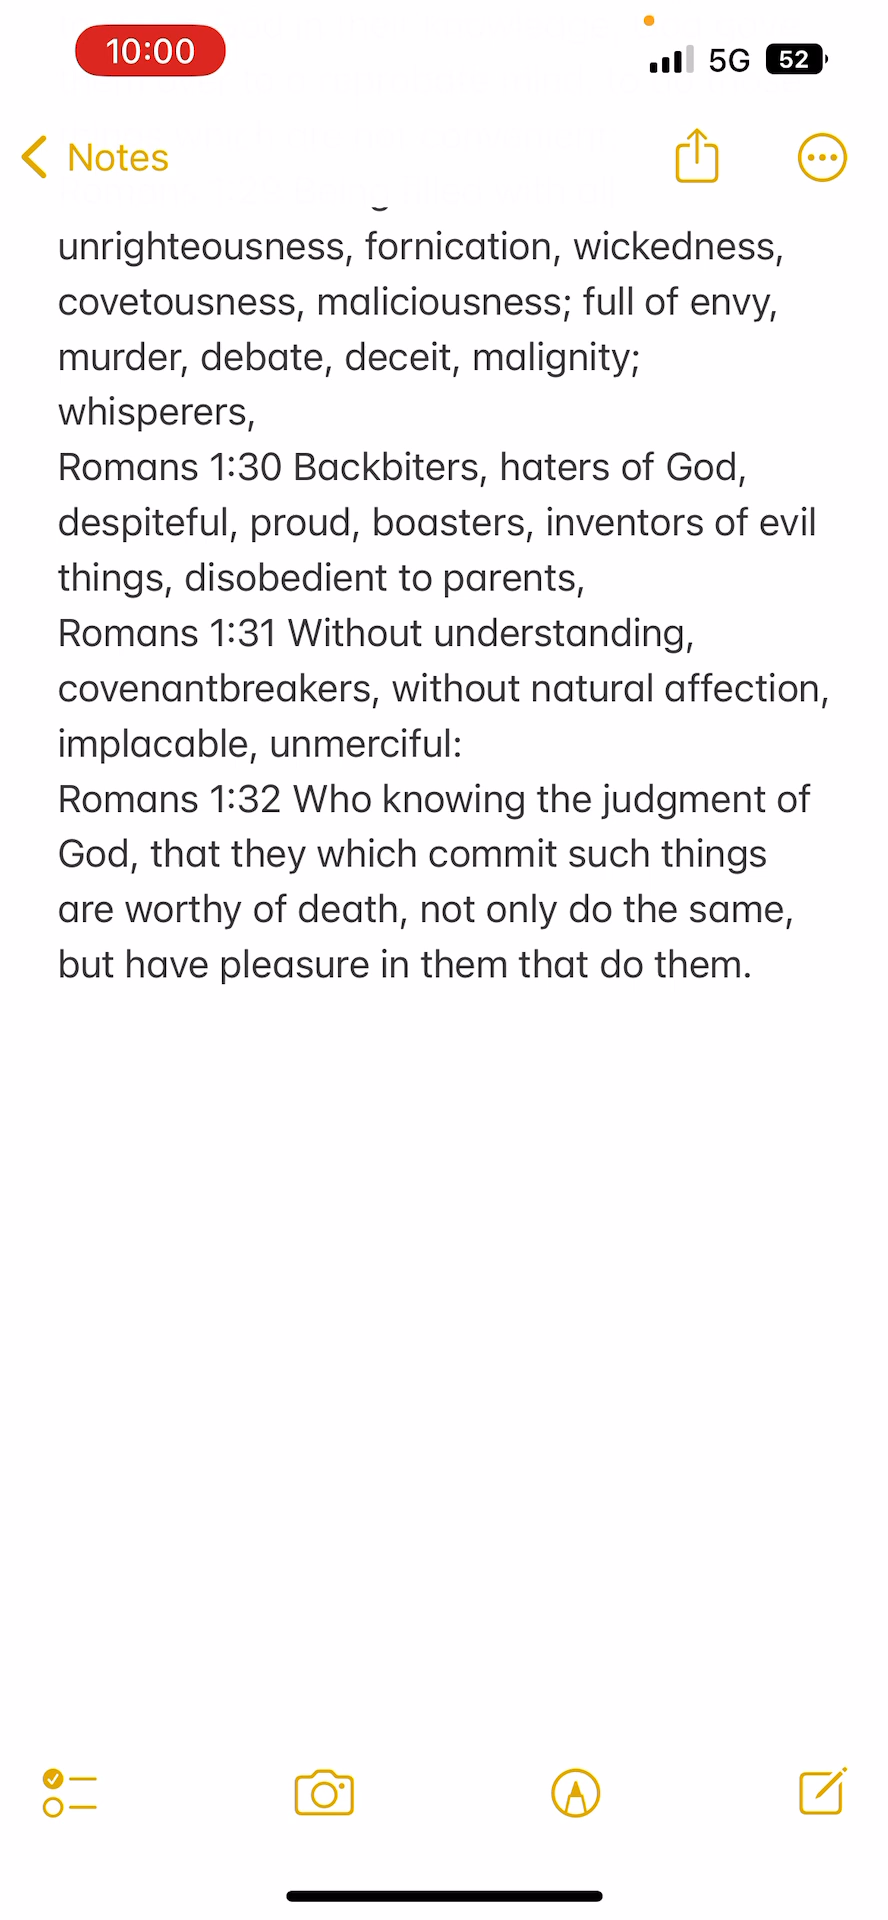 10:00
5G
52
Notes
unrighteousness, fornication, wickedness,
covetousness, maliciousness; full of envy,
murder, debate, deceit, malignity;
whisperers,
Romans 1:30 Backbiters, haters of God,
despiteful, proud, boasters, inventors of evil
things, disobedient to parents,
Romans 1:31 Without understanding,
covenantbreakers, without natural affection,
implacable, unmerciful:
Romans 1:32 Who knowing the judgment of
God, that they which commit such things
are worthy of death, not only do the same,
but have pleasure in them that do them.